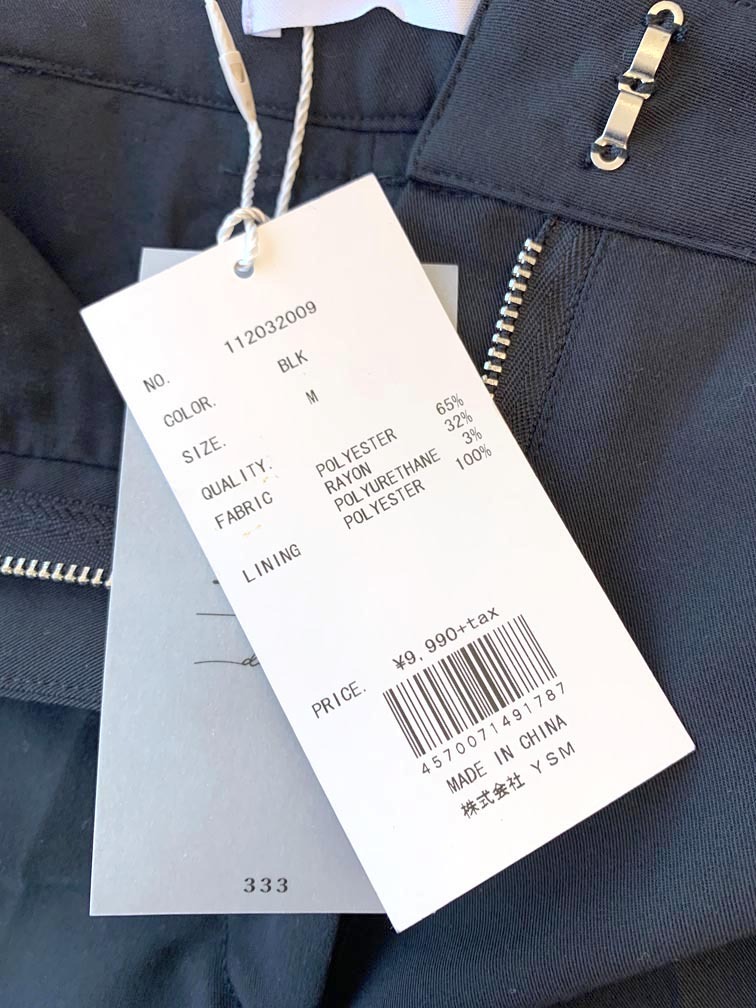 NO. 112032009
COLOR. BLK
SIZE. M
QUALITY.
FABRIC POLYESTER 65%
RAYON 32%
POLYURETHANE 3%
LINING POLYESTER 100%
PRICE. ¥9,990+tax
4570071491787
MADE IN CHINA
株式会社 YSM
333